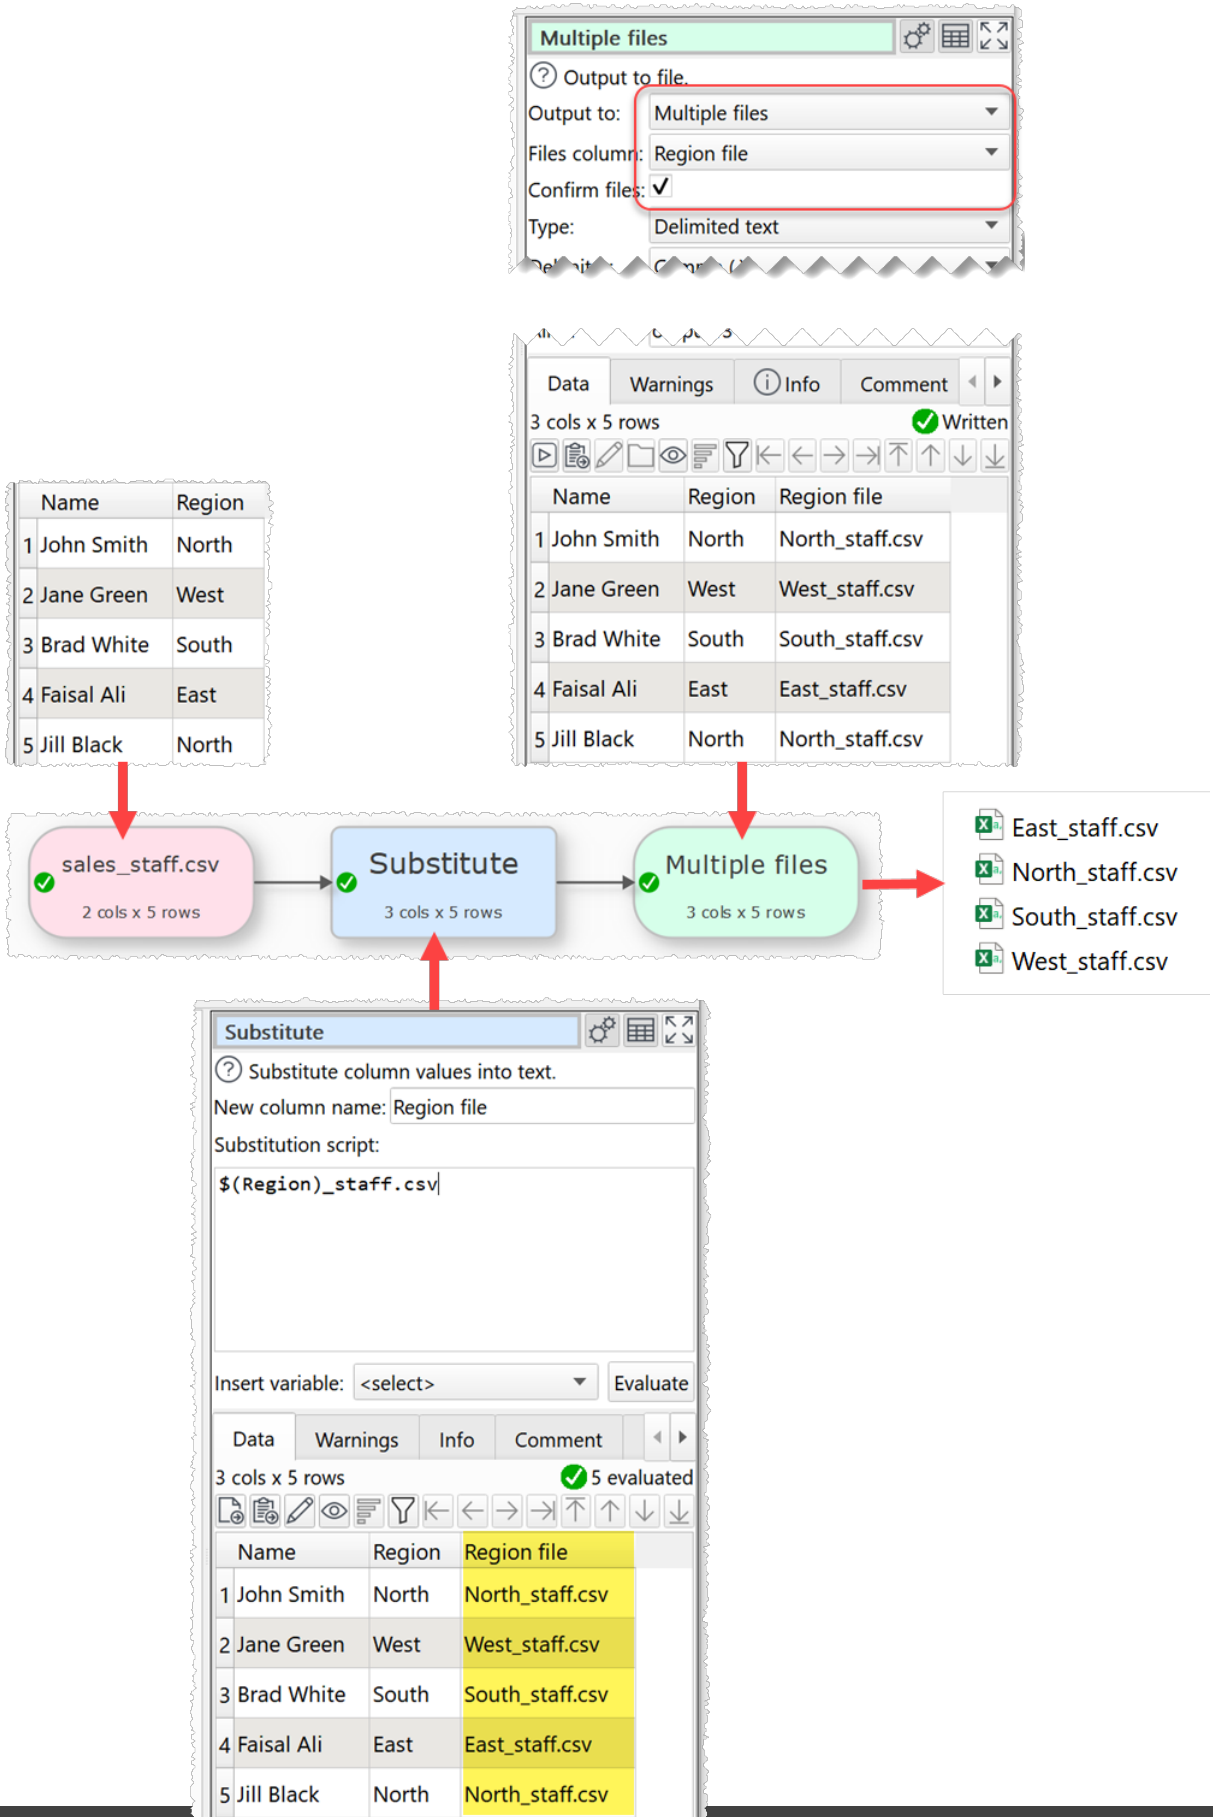 Multiple files
Output to file.
Output to: Multiple files
Files column: Region file
Confirm files:
Type: Delimited text
Data Warnings Info Comment
3 cols x 5 rows Written
Name Region Region file
1 John Smith North North_staff.csv
2 Jane Green West West_staff.csv
3 Brad White South South_staff.csv
4 Faisal Ali East East_staff.csv
5 Jill Black North North_staff.csv
Name Region
1 John Smith North
2 Jane Green West
3 Brad White South
4 Faisal Ali East
5 Jill Black North
sales_staff.csv
2 cols x 5 rows
Substitute
3 cols x 5 rows
Multiple files
3 cols x 5 rows
East_staff.csv
North_staff.csv
South_staff.csv
West_staff.csv
Substitute
Substitute column values into text.
New column name: Region file
Substitution script:
$(Region)_staff.csv
Insert variable: <select> Evaluate
Data Warnings Info Comment
3 cols x 5 rows 5 evaluated
Name Region Region file
1 John Smith North North_staff.csv
2 Jane Green West West_staff.csv
3 Brad White South South_staff.csv
4 Faisal Ali East East_staff.csv
5 Jill Black North North_staff.csv